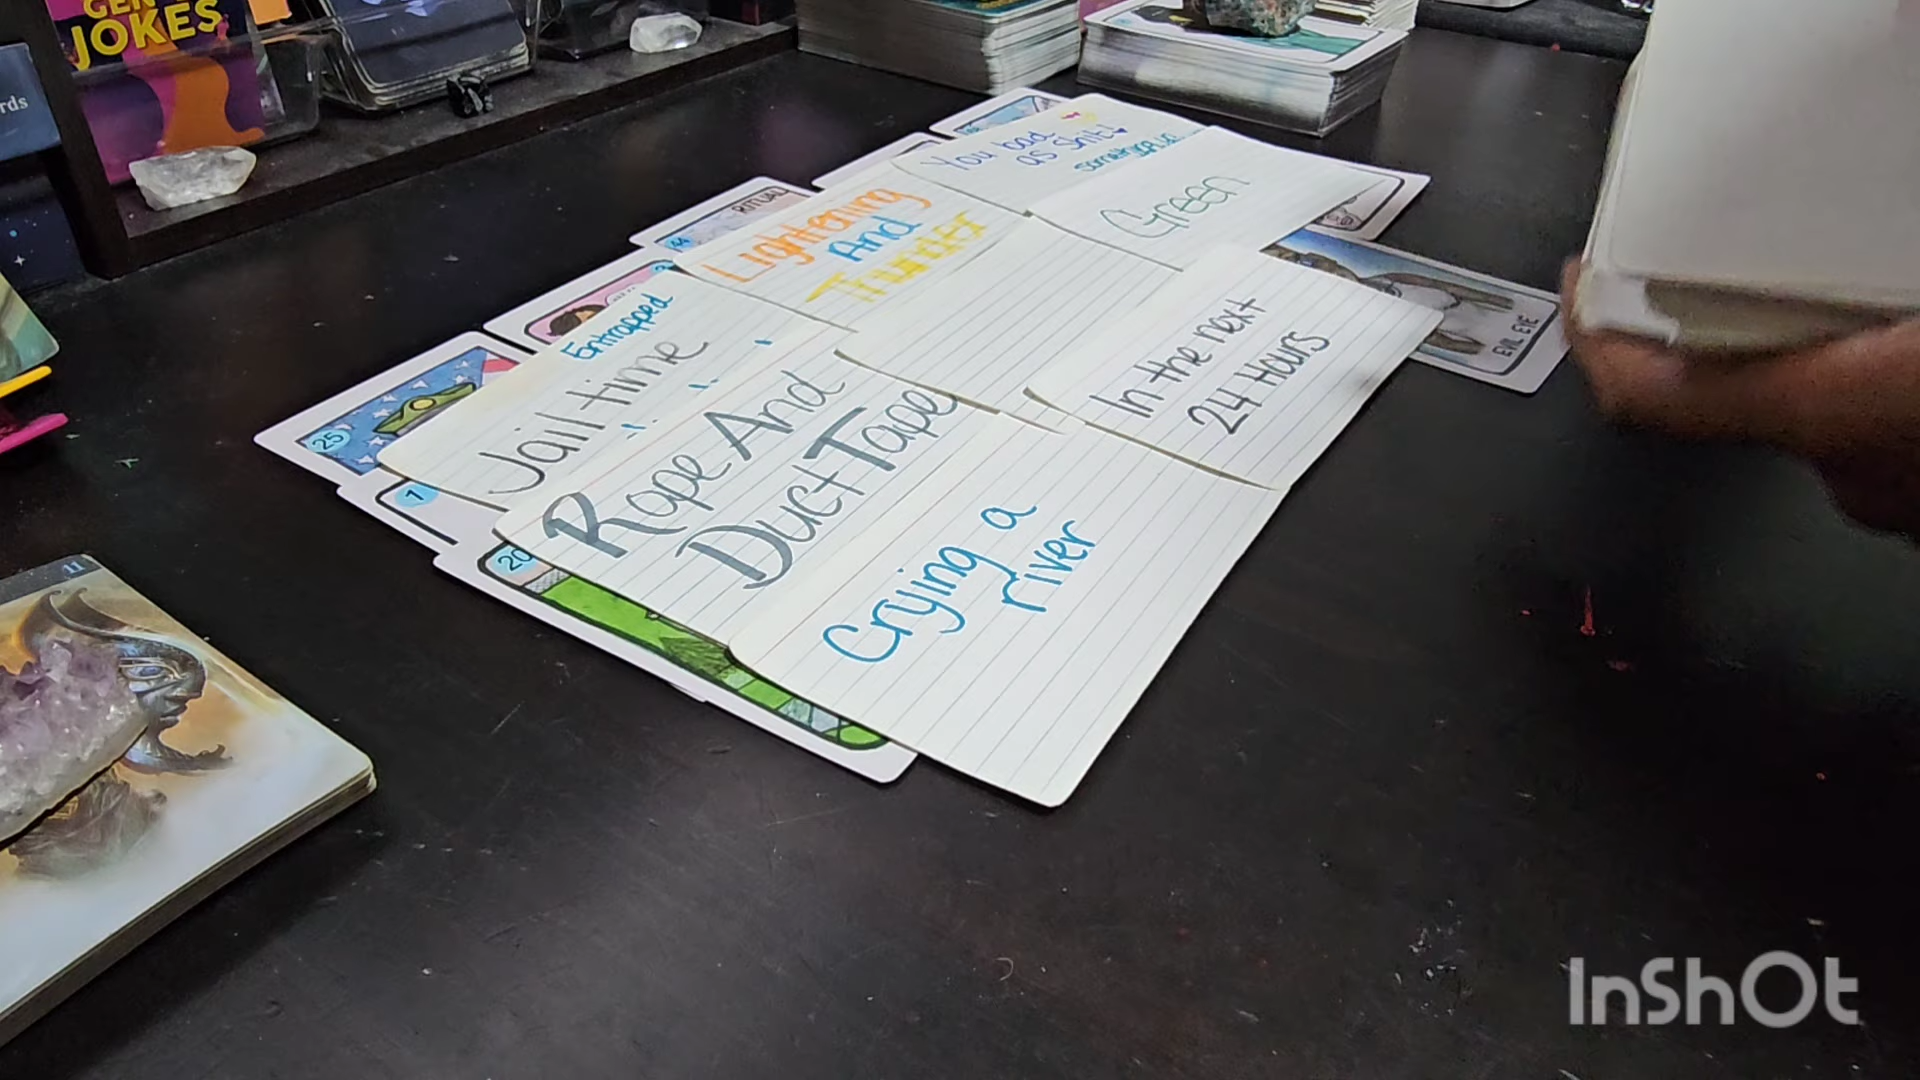 JOKES
rds
You bad
as Shit!
Green
RITUAL
44
Lightening
And
Thunder
Entrapped
Jail time
In the next
24 Hours
EVIL EYE
25
1
Rope And
Duct Tape
20
Crying a
river
11
InShOt